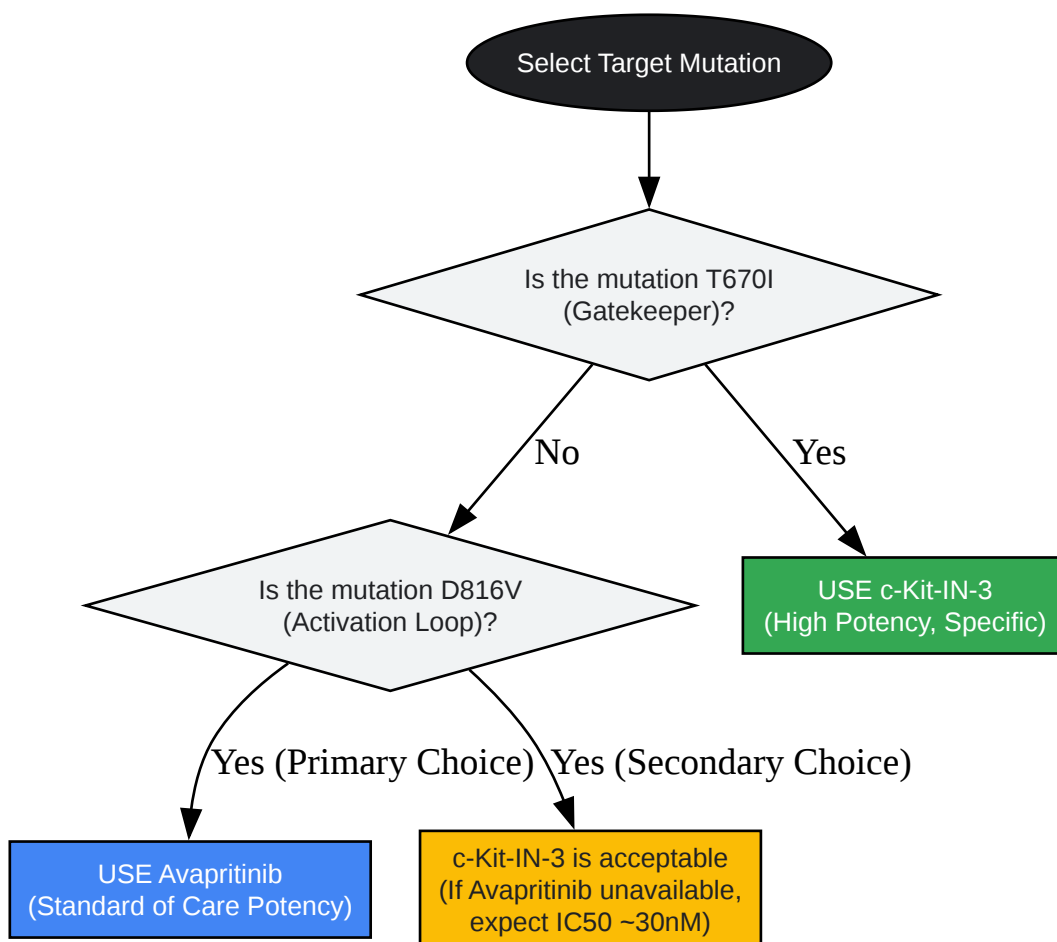 Select Target Mutation
Is the mutation T670I
(Gatekeeper)?
No
Yes
Is the mutation D816V
(Activation Loop)?
USE c-Kit-IN-3
(High Potency, Specific)
Yes (Primary Choice)
Yes (Secondary Choice)
USE Avapritinib
(Standard of Care Potency)
c-Kit-IN-3 is acceptable
(If Avapritinib unavailable,
expect IC50 ~30nM)